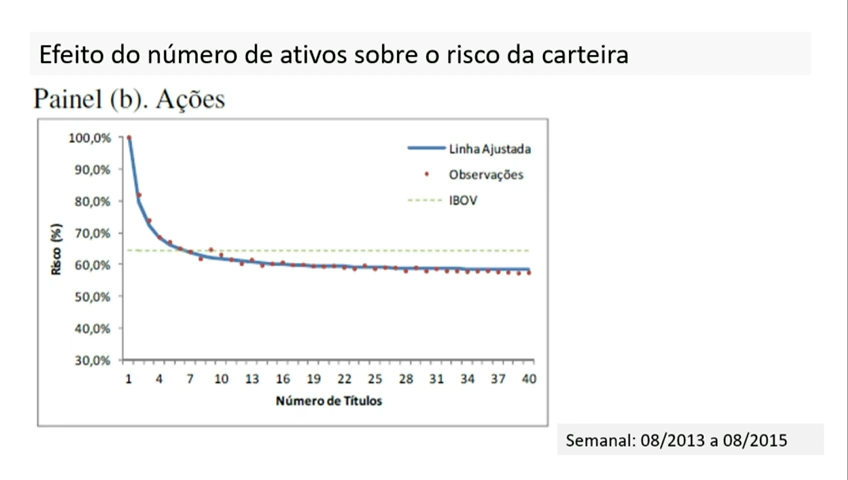 Efeito do número de ativos sobre o risco da carteira
Painel (b). Ações
100,0%
90,0%
80,0%
70,0%
60,0%
50,0%
40,0%
30,0%
Risco (%)
Linha Ajustada
Observações
IBOV
1 4 7 10 13 16 19 22 25 28 31 34 37 40
Número de Títulos
Semanal: 08/2013 a 08/2015